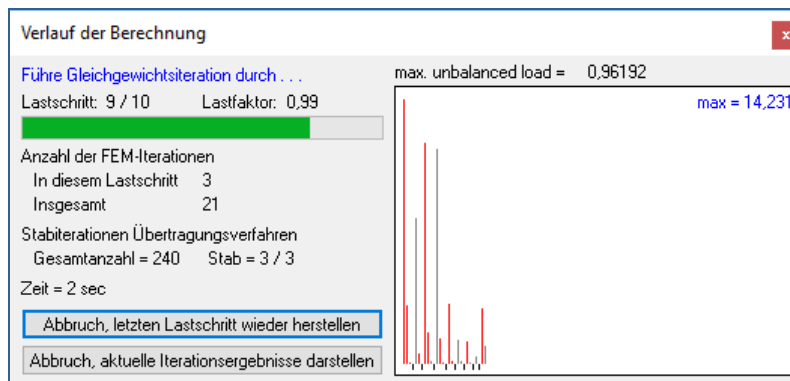 Verlauf der Berechnung
x
Führe Gleichgewichtsiteration durch . . .
Lastschritt: 9 / 10 Lastfaktor: 0,99
Anzahl der FEM-Iterationen
In diesem Lastschritt 3
Insgesamt 21
Stabiterationen Übertragungsverfahren
Gesamtanzahl = 240 Stab = 3 / 3
Zeit = 2 sec
Abbruch, letzten Lastschritt wieder herstellen
Abbruch, aktuelle Iterationsergebnisse darstellen
max. unbalanced load = 0,96192
max = 14,231